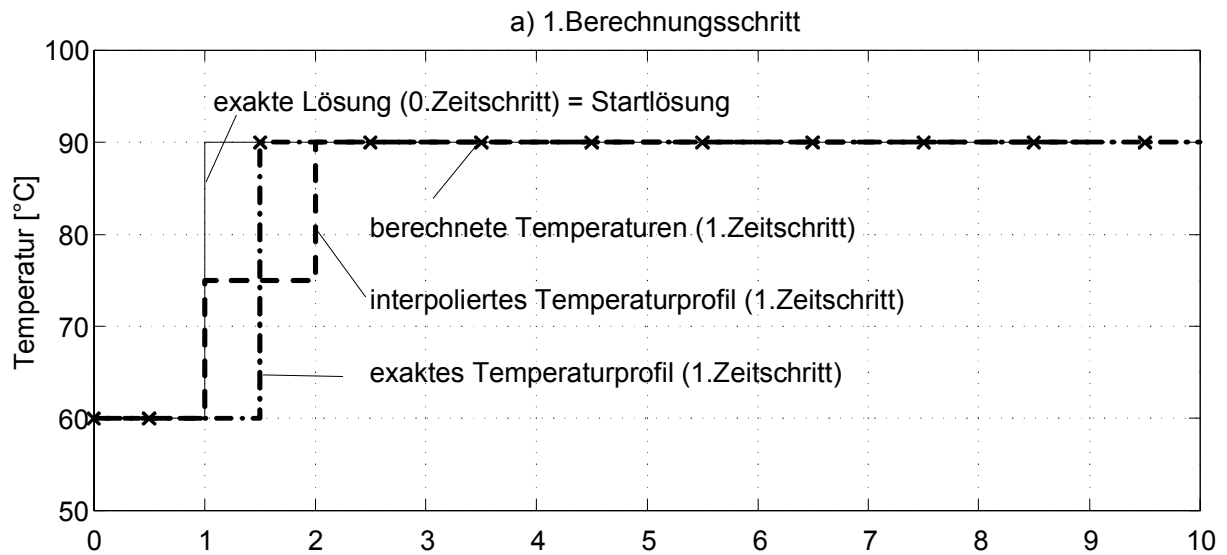 a) 1.Berechnungsschritt
100
exakte Lösung (0.Zeitschritt) = Startlösung
90
berechnete Temperaturen (1.Zeitschritt)
80
interpoliertes Temperaturprofil (1.Zeitschritt)
70
exaktes Temperaturprofil (1.Zeitschritt)
60
50
Temperatur [°C]
0 1 2 3 4 5 6 7 8 9 10